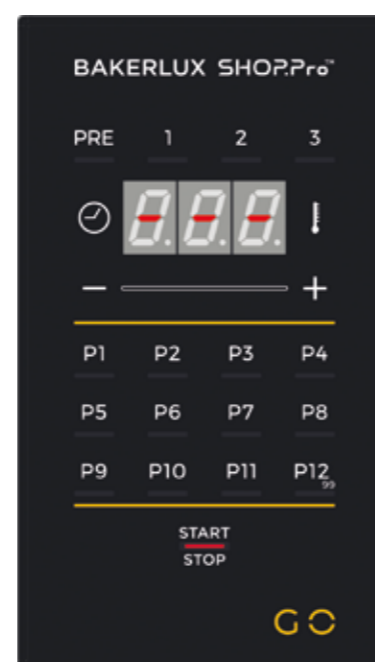 BAKERLUX SHOP.Pro™
PRE 1 2 3
- - -
− +
P1 P2 P3 P4
P5 P6 P7 P8
P9 P10 P11 P12
99
START
STOP
GO